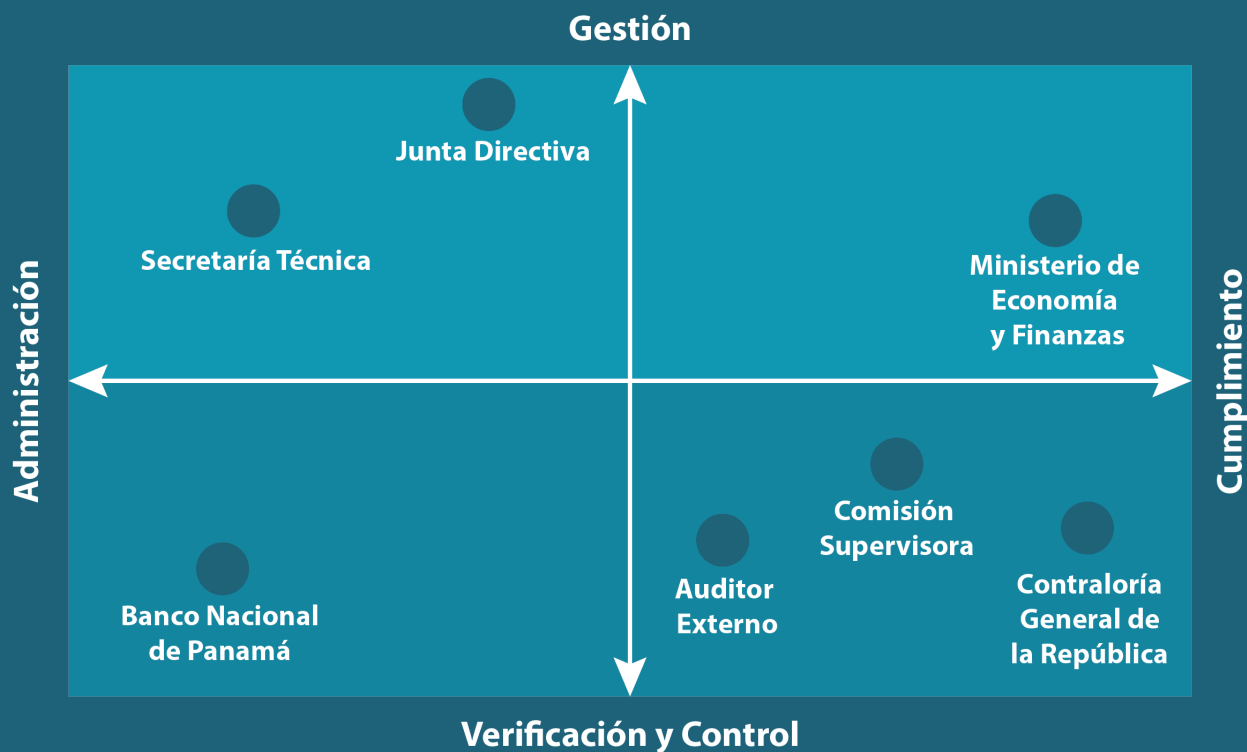 Gestión
Junta Directiva
Secretaría Técnica
Ministerio de
Economía
y Finanzas
Administración
Cumplimiento
Comisión
Supervisora
Auditor
Externo
Contraloría
General de
la República
Banco Nacional
de Panamá
Verificación y Control